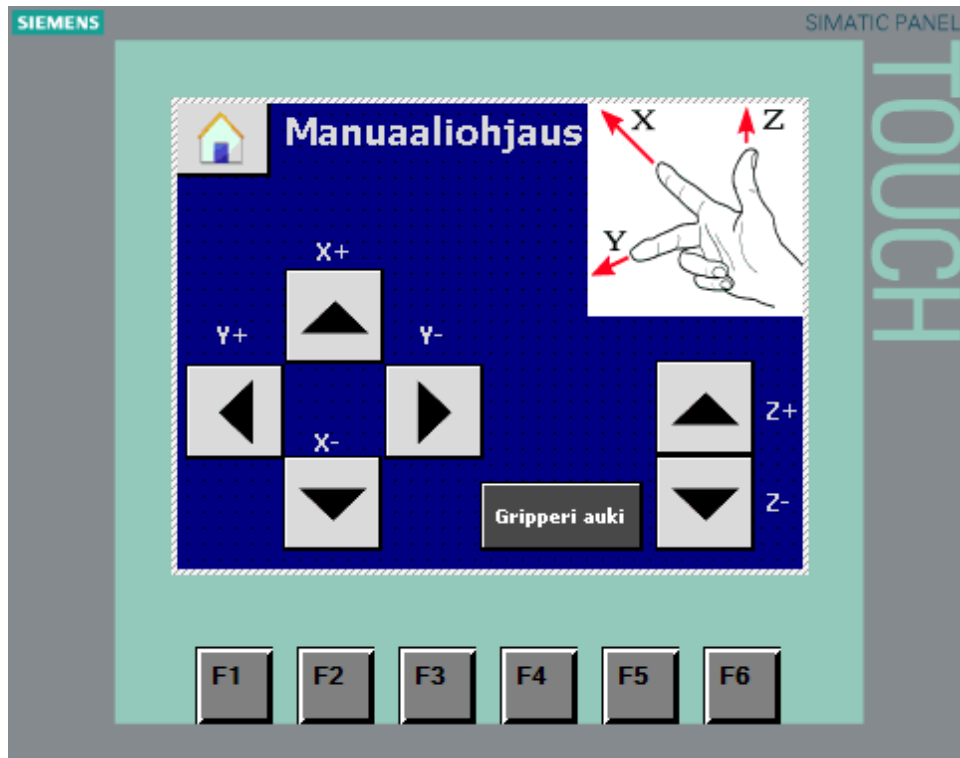 SIEMENS
SIMATIC PANEL
TOUCH
Manuaaliohjaus
X
Z
Y
X+
Y+
Y-
X-
Z+
Z-
Gripperi auki
F1
F2
F3
F4
F5
F6